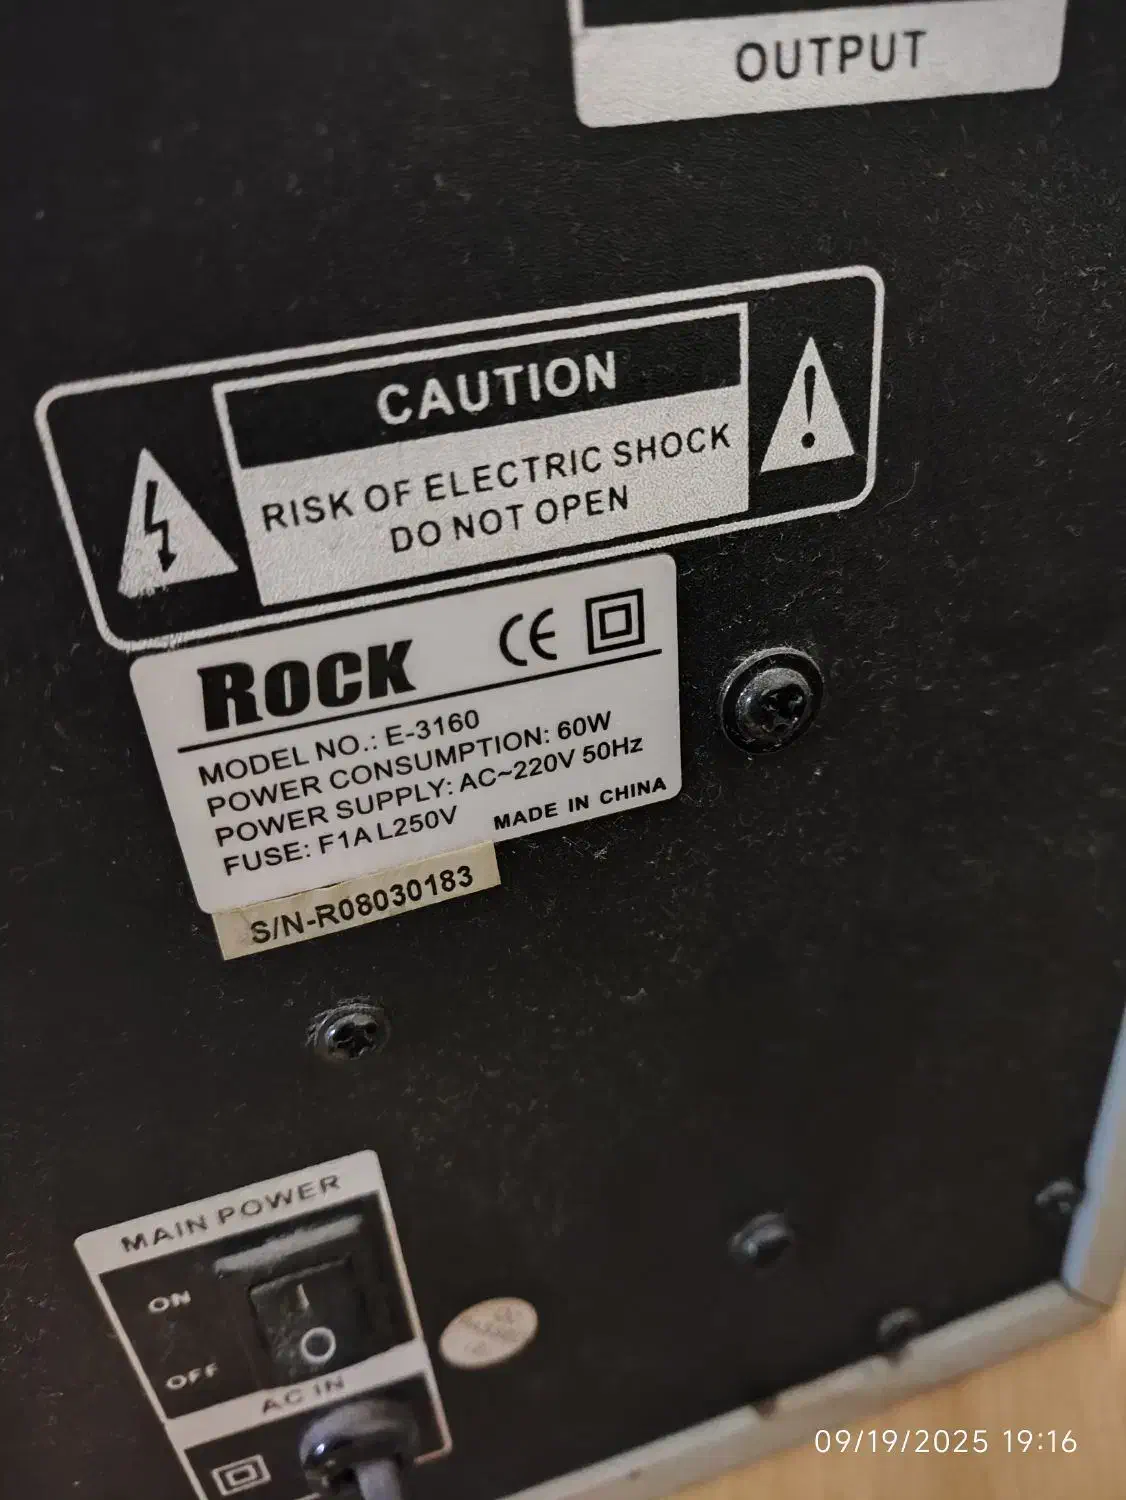 OUTPUT
CAUTION
RISK OF ELECTRIC SHOCK
DO NOT OPEN
ROCK CE
MODEL NO.: E-3160
POWER CONSUMPTION: 60W
POWER SUPPLY: AC~220V 50Hz
FUSE: F1AL250V MADE IN CHINA
S/N-R08030183
MAIN POWER
ON
OFF
AC IN
09/19/2025 19:16